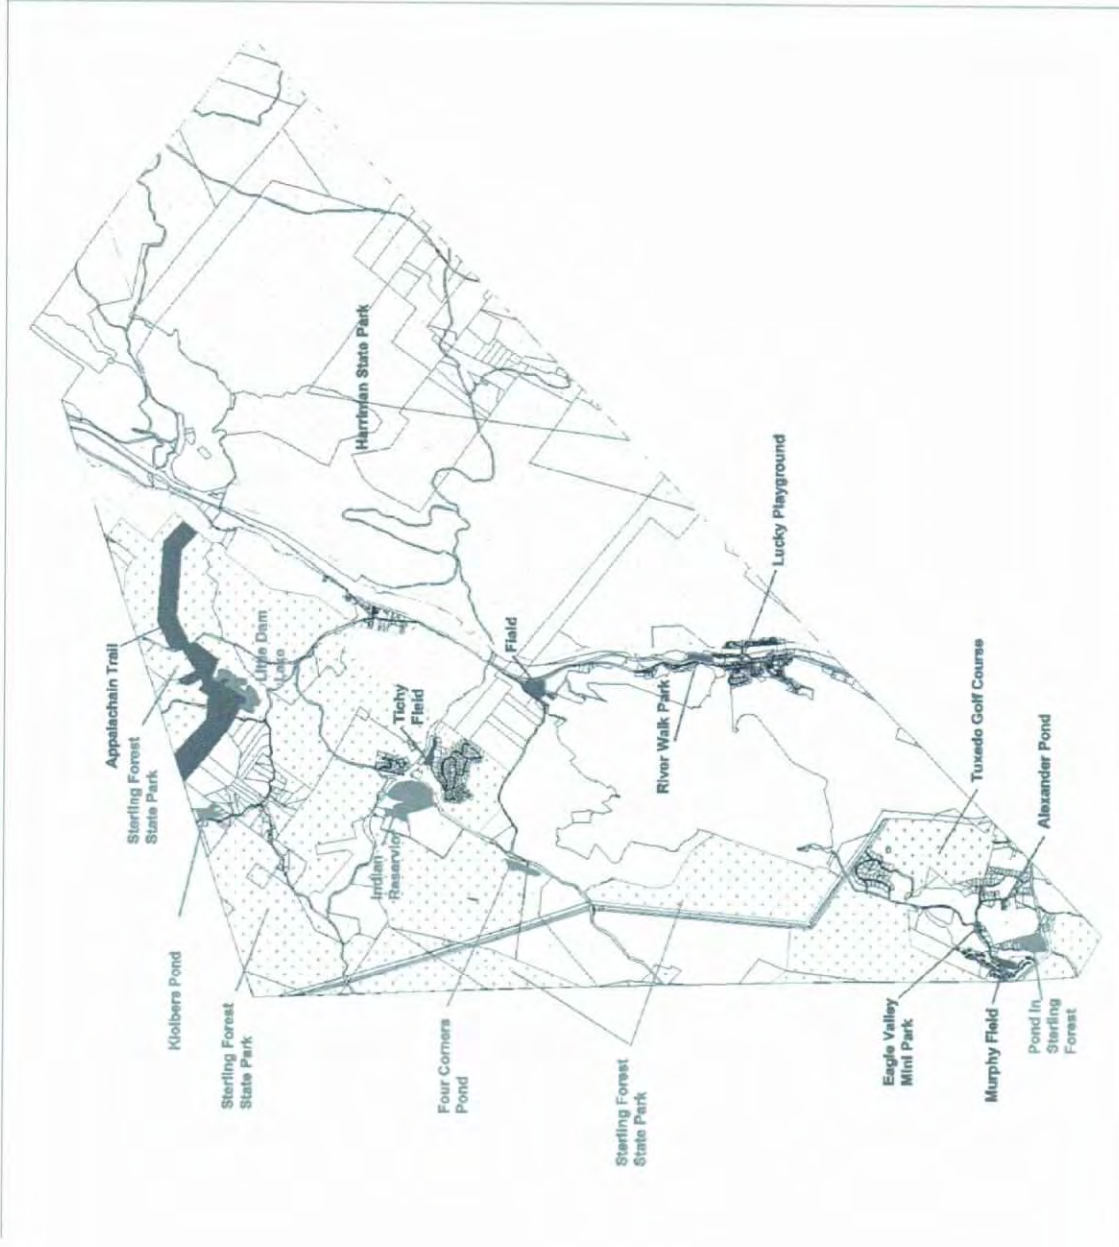 Appalachain Trail
Sterling Forest
State Park
Kloibers Pond
Sterling Forest
State Park
Little Dam
Lake
Harriman State Park
Tichy
Field
Field
Indian
Reservio
Four Corners
Pond
Sterling Forest
State Park
River Walk Park
Lucky Playground
Tuxedo Golf Course
Alexander Pond
Eagle Valley
Mini Park
Murphy Field
Pond In
Sterling
Forest